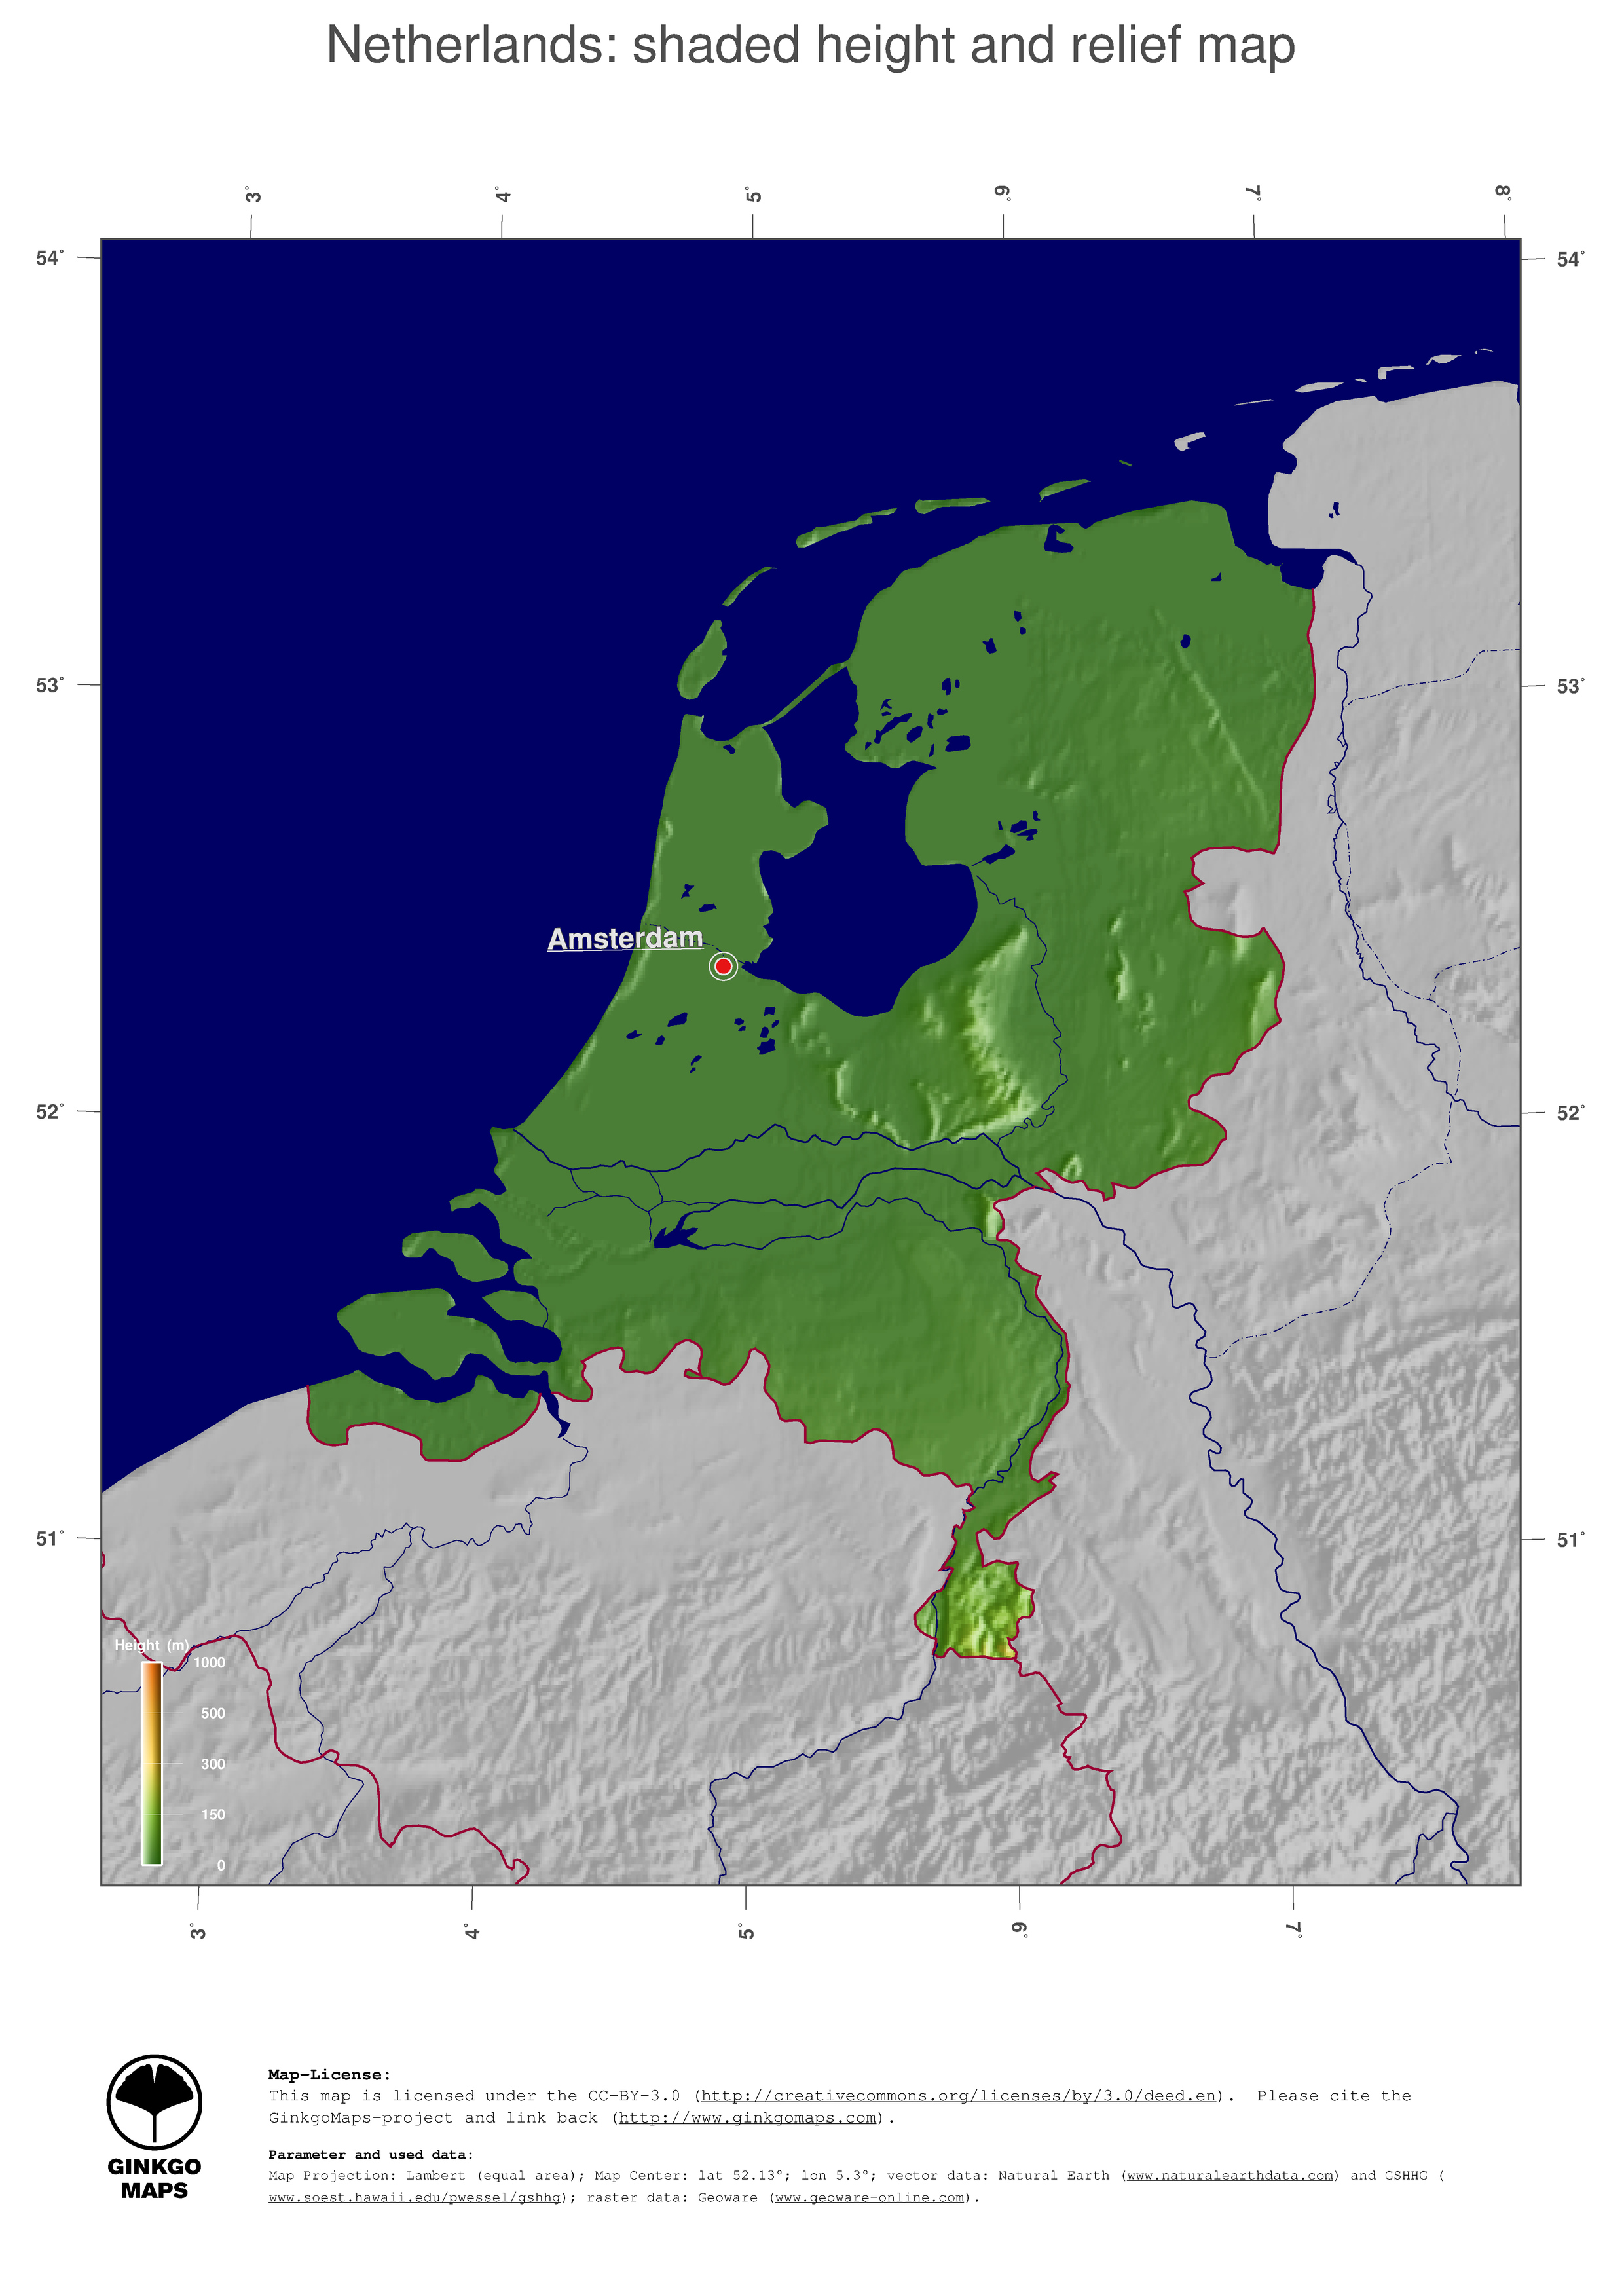 Netherlands: shaded height and relief map
3° 4° 5° 6° 7° 8°
54° 54°
53° 53°
Amsterdam
52° 52°
51° 51°
Height (m)
1000
500
300
150
0
3° 4° 5° 6° 7°
GINKGO
MAPS
Map-License:
This map is licensed under the CC-BY-3.0 (http://creativecommons.org/licenses/by/3.0/deed.en). Please cite the
GinkgoMaps-project and link back (http://www.ginkgomaps.com).
Parameter and used data:
Map Projection: Lambert (equal area); Map Center: lat 52.13°; lon 5.3°; vector data: Natural Earth (www.naturalearthdata.com) and GSHHG (
www.soest.hawaii.edu/pwessel/gshhg); raster data: Geoware (www.geoware-online.com).